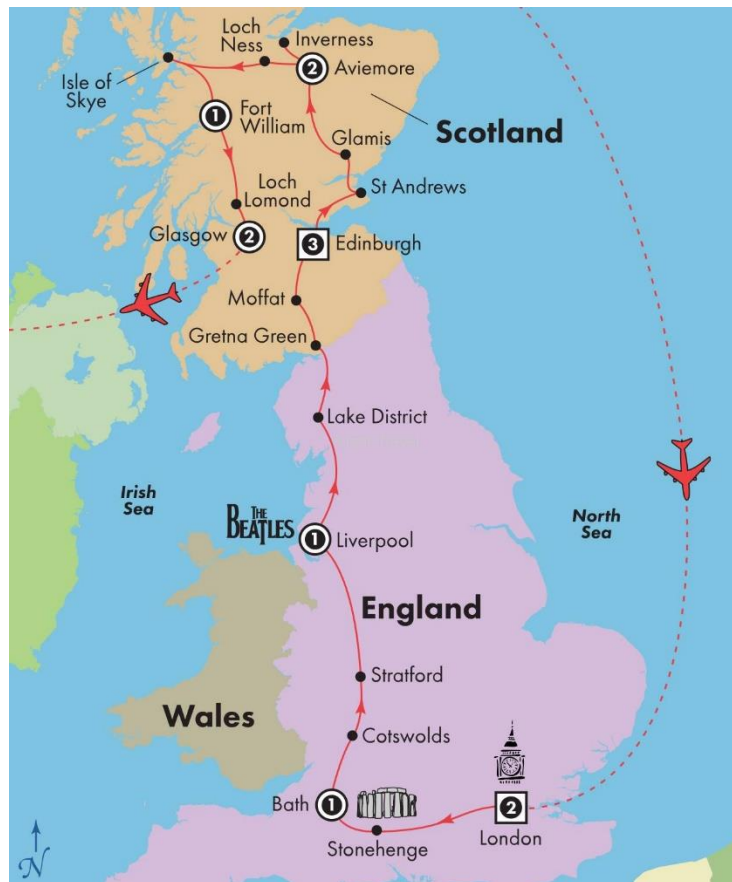 Loch
Ness
Inverness
2
Aviemore
Isle of
Skye
1
Fort
William
Scotland
Glamis
St Andrews
Loch
Lomond
Glasgow
2
3
Edinburgh
Moffat
Gretna Green
Lake District
Irish
Sea
THE
BEATLES
1
Liverpool
North
Sea
England
Stratford
Wales
Cotswolds
Bath
1
2
London
Stonehenge
N